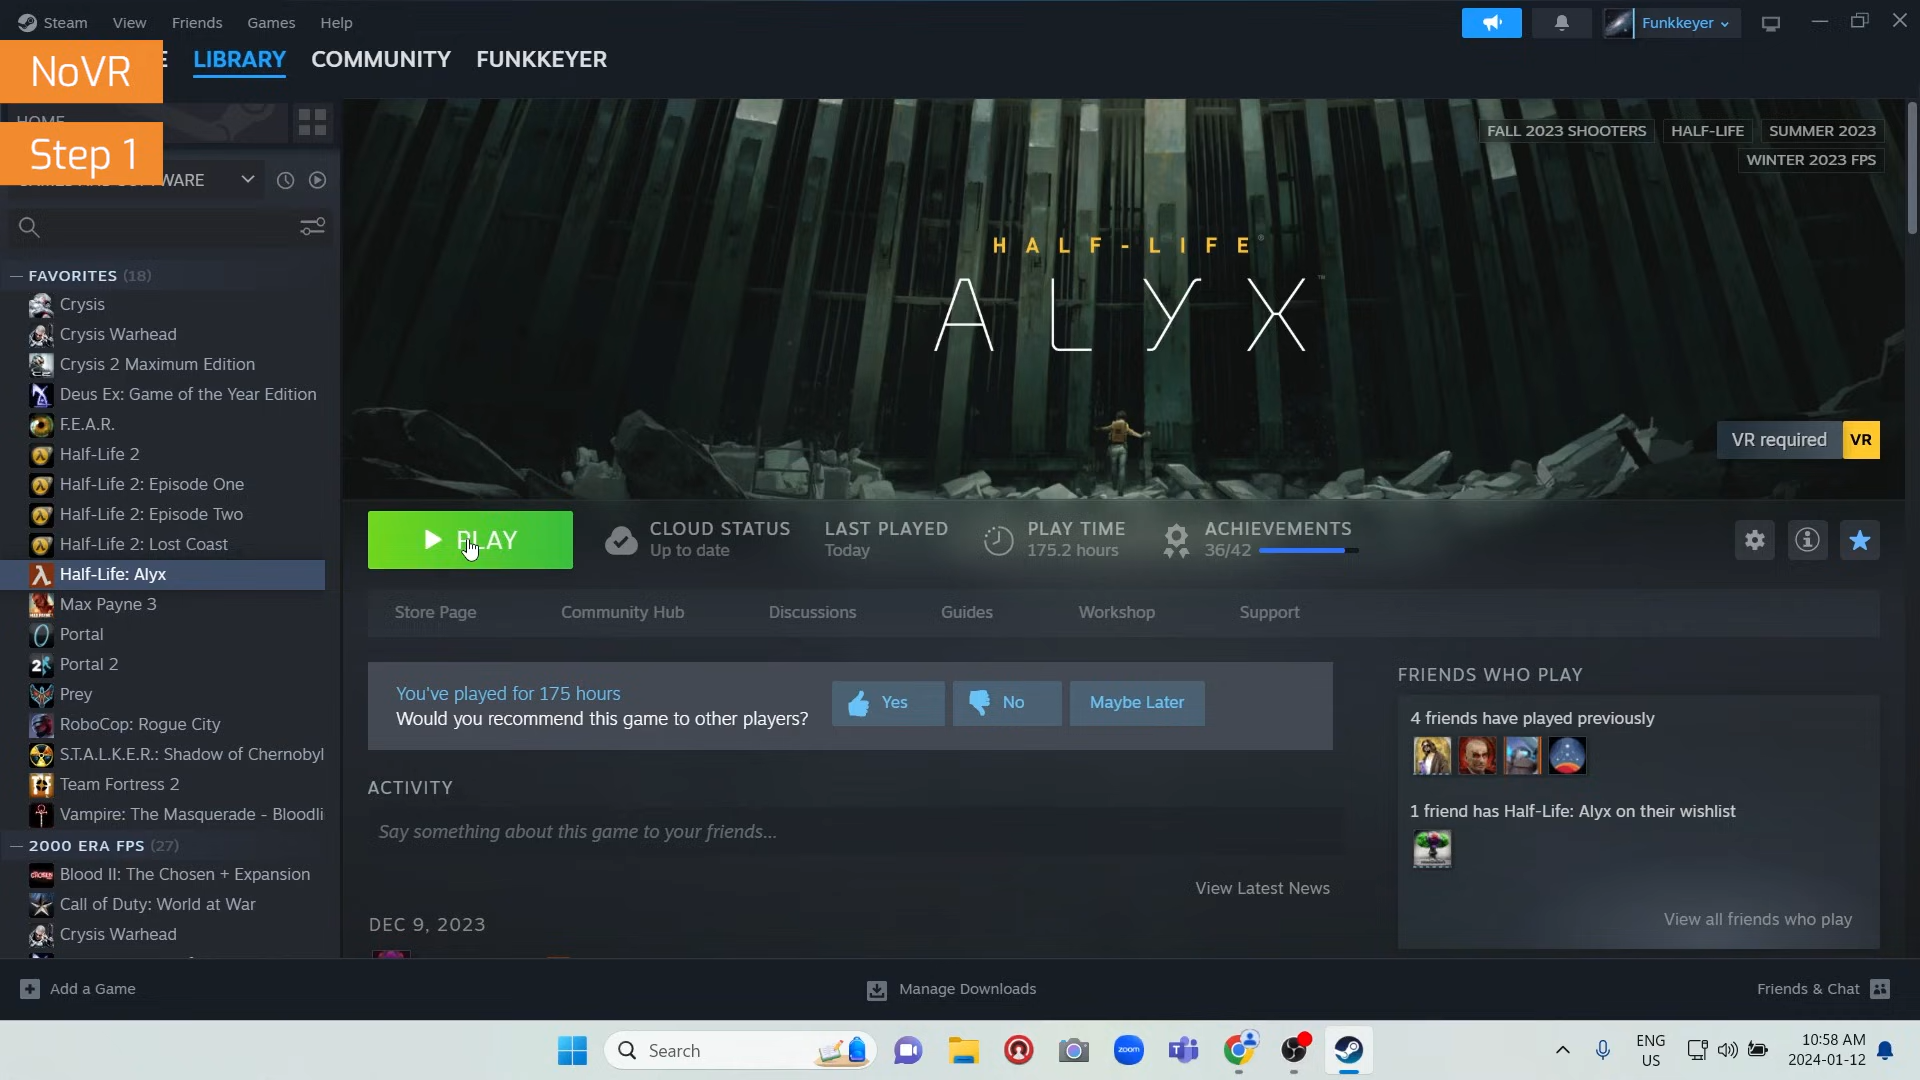 Steam View Friends Games Help
Funkkeyer
NoVR
LIBRARY COMMUNITY FUNKKEYER
Step 1
FALL 2023 SHOOTERS HALF-LIFE SUMMER 2023
WINTER 2023 FPS
HALF-LIFE
ALYX
VR required VR
— FAVORITES (18)
Crysis
Crysis Warhead
Crysis 2 Maximum Edition
Deus Ex: Game of the Year Edition
F.E.A.R.
Half-Life 2
Half-Life 2: Episode One
Half-Life 2: Episode Two
Half-Life 2: Lost Coast
Half-Life: Alyx
Max Payne 3
Portal
Portal 2
Prey
RoboCop: Rogue City
S.T.A.L.K.E.R.: Shadow of Chernobyl
Team Fortress 2
Vampire: The Masquerade - Bloodli
— 2000 ERA FPS (27)
Blood II: The Chosen + Expansion
Call of Duty: World at War
Crysis Warhead
PLAY
CLOUD STATUS
Up to date
LAST PLAYED
Today
PLAY TIME
175.2 hours
ACHIEVEMENTS
36/42
Store Page Community Hub Discussions Guides Workshop Support
You've played for 175 hours
Would you recommend this game to other players?
Yes No Maybe Later
ACTIVITY
Say something about this game to your friends...
View Latest News
DEC 9, 2023
FRIENDS WHO PLAY
4 friends have played previously
1 friend has Half-Life: Alyx on their wishlist
View all friends who play
Add a Game
Manage Downloads
Friends & Chat
Search
zoom
ENG
US
10:58 AM
2024-01-12